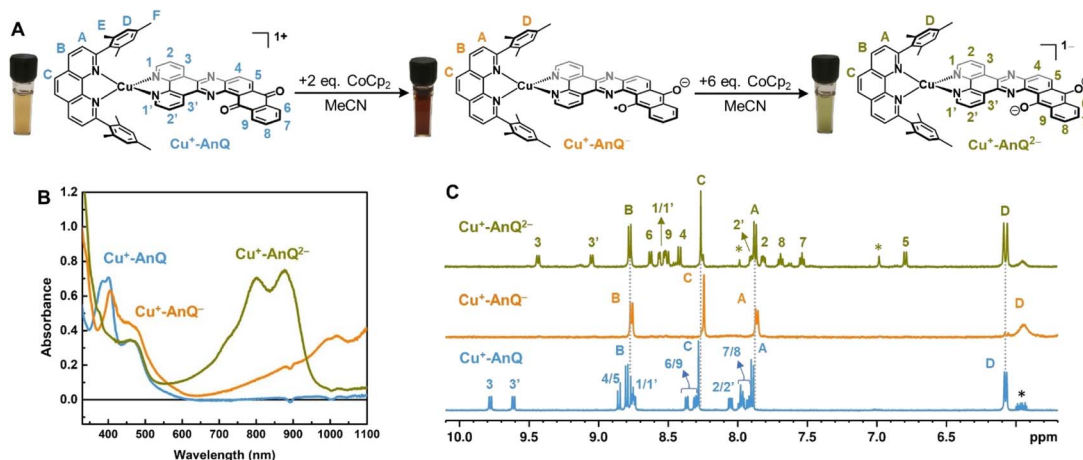 A
E D F
A
B
C
N
N
Cu
1+
1 2 3
N
N
1' 2' 3'
N
N
4 5
O
O
6
7
8
9
Cu⁺-AnQ
+2 eq. CoCp₂
MeCN
D
A
B
C
N
N
Cu
N
N
N
N
O
O
⊖
Cu⁺-AnQ⁻
+6 eq. CoCp₂
MeCN
D
A
B
C
N
N
Cu
1−
1 2 3
N
N
1' 2' 3'
N
N
4 5
O
⊖
O
⊖
6
7
8
9
Cu⁺-AnQ²⁻
B
Absorbance
1.2
1.0
0.8
0.6
0.4
0.2
0.0
Cu⁺-AnQ²⁻
Cu⁺-AnQ
Cu⁺-AnQ⁻
400 500 600 700 800 900 1000 1100
Wavelength (nm)
C
Cu⁺-AnQ²⁻
3 3' B 6 1/1' 9 4 C 2' * A 2 8 7 * 5 D
Cu⁺-AnQ⁻
B C A D
Cu⁺-AnQ
3 3' 4/5 B 1/1' 6/9 C 2/2' 7/8 A D *
10.0 9.5 9.0 8.5 8.0 7.5 7.0 6.5 ppm